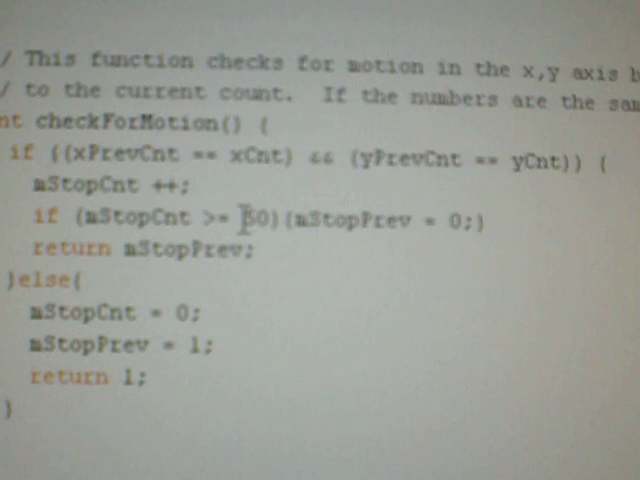 / This function checks for motion in the x,y axis b
/ to the current count. If the numbers are the sam
nt checkForMotion() {
if ((xPrevCnt == xCnt) && (yPrevCnt == yCnt)) {
mStopCnt ++;
if (mStopCnt >= 50){mStopPrev = 0;}
return mStopPrev;
}else{
mStopCnt = 0;
mStopPrev = 1;
return 1;
}